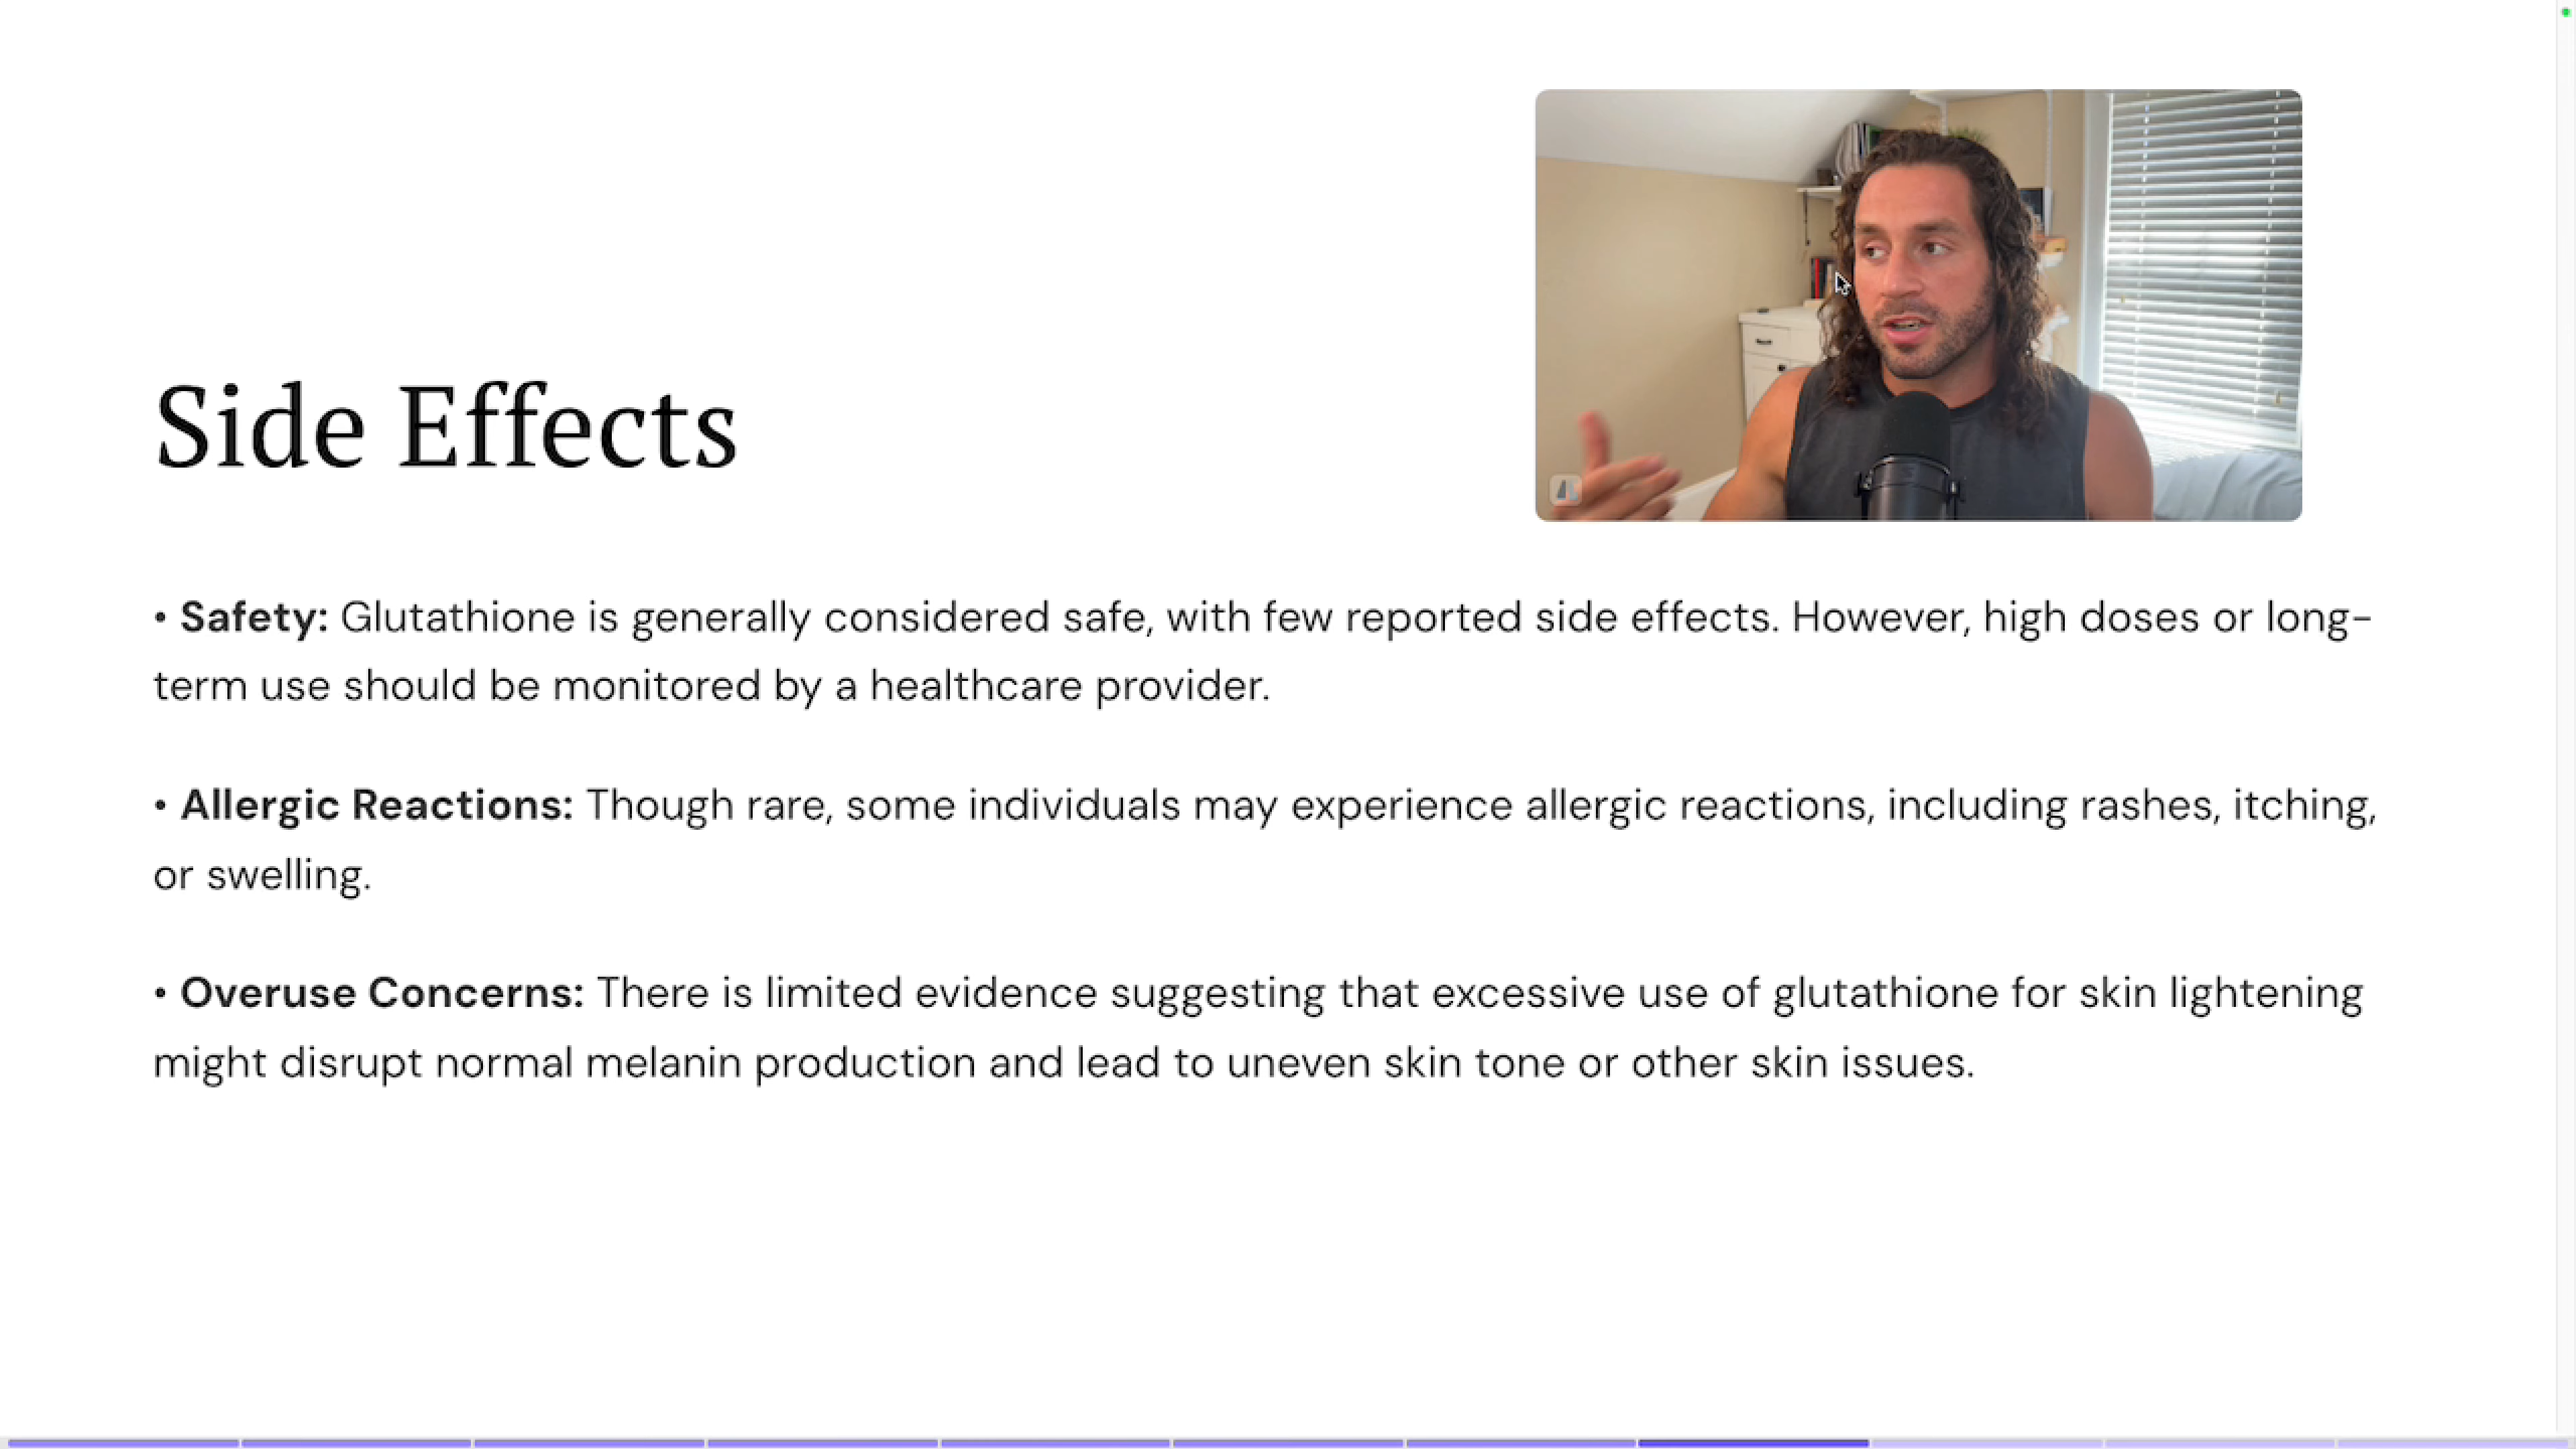 Side Effects
• Safety: Glutathione is generally considered safe, with few reported side effects. However, high doses or long-
term use should be monitored by a healthcare provider.
• Allergic Reactions: Though rare, some individuals may experience allergic reactions, including rashes, itching,
or swelling.
• Overuse Concerns: There is limited evidence suggesting that excessive use of glutathione for skin lightening
might disrupt normal melanin production and lead to uneven skin tone or other skin issues.